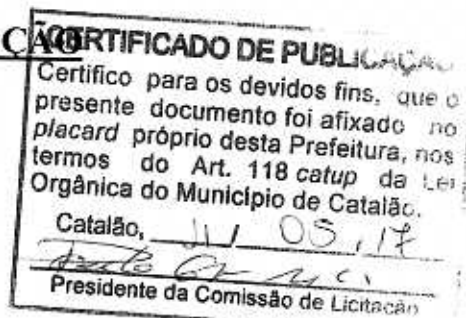 ÇÃO
CERTIFICADO DE PUBLICAÇÃO
Certifico para os devidos fins, que o
presente documento foi afixado no
placard próprio desta Prefeitura, nos
termos do Art. 118 catup da Lei
Orgânica do Município de Catalão.
Catalão, 05, 17
Presidente da Comissão de Licitação